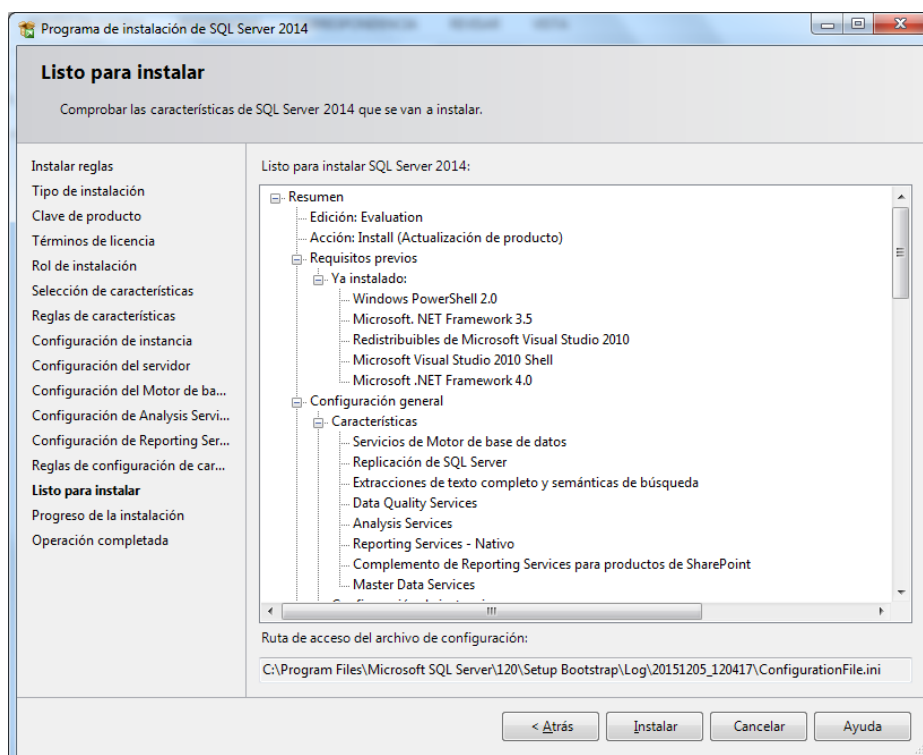 Programa de instalación de SQL Server 2014
Listo para instalar
Comprobar las características de SQL Server 2014 que se van a instalar.
Instalar reglas
Tipo de instalación
Clave de producto
Términos de licencia
Rol de instalación
Selección de características
Reglas de características
Configuración de instancia
Configuración del servidor
Configuración del Motor de ba...
Configuración de Analysis Servi...
Configuración de Reporting Ser...
Reglas de configuración de car...
Listo para instalar
Progreso de la instalación
Operación completada
Listo para instalar SQL Server 2014:
Resumen
Edición: Evaluation
Acción: Install (Actualización de producto)
Requisitos previos
Ya instalado:
Windows PowerShell 2.0
Microsoft. NET Framework 3.5
Redistribuibles de Microsoft Visual Studio 2010
Microsoft Visual Studio 2010 Shell
Microsoft .NET Framework 4.0
Configuración general
Características
Servicios de Motor de base de datos
Replicación de SQL Server
Extracciones de texto completo y semánticas de búsqueda
Data Quality Services
Analysis Services
Reporting Services - Nativo
Complemento de Reporting Services para productos de SharePoint
Master Data Services
Ruta de acceso del archivo de configuración:
C:\Program Files\Microsoft SQL Server\120\Setup Bootstrap\Log\20151205_120417\ConfigurationFile.ini
< Atrás
Instalar
Cancelar
Ayuda